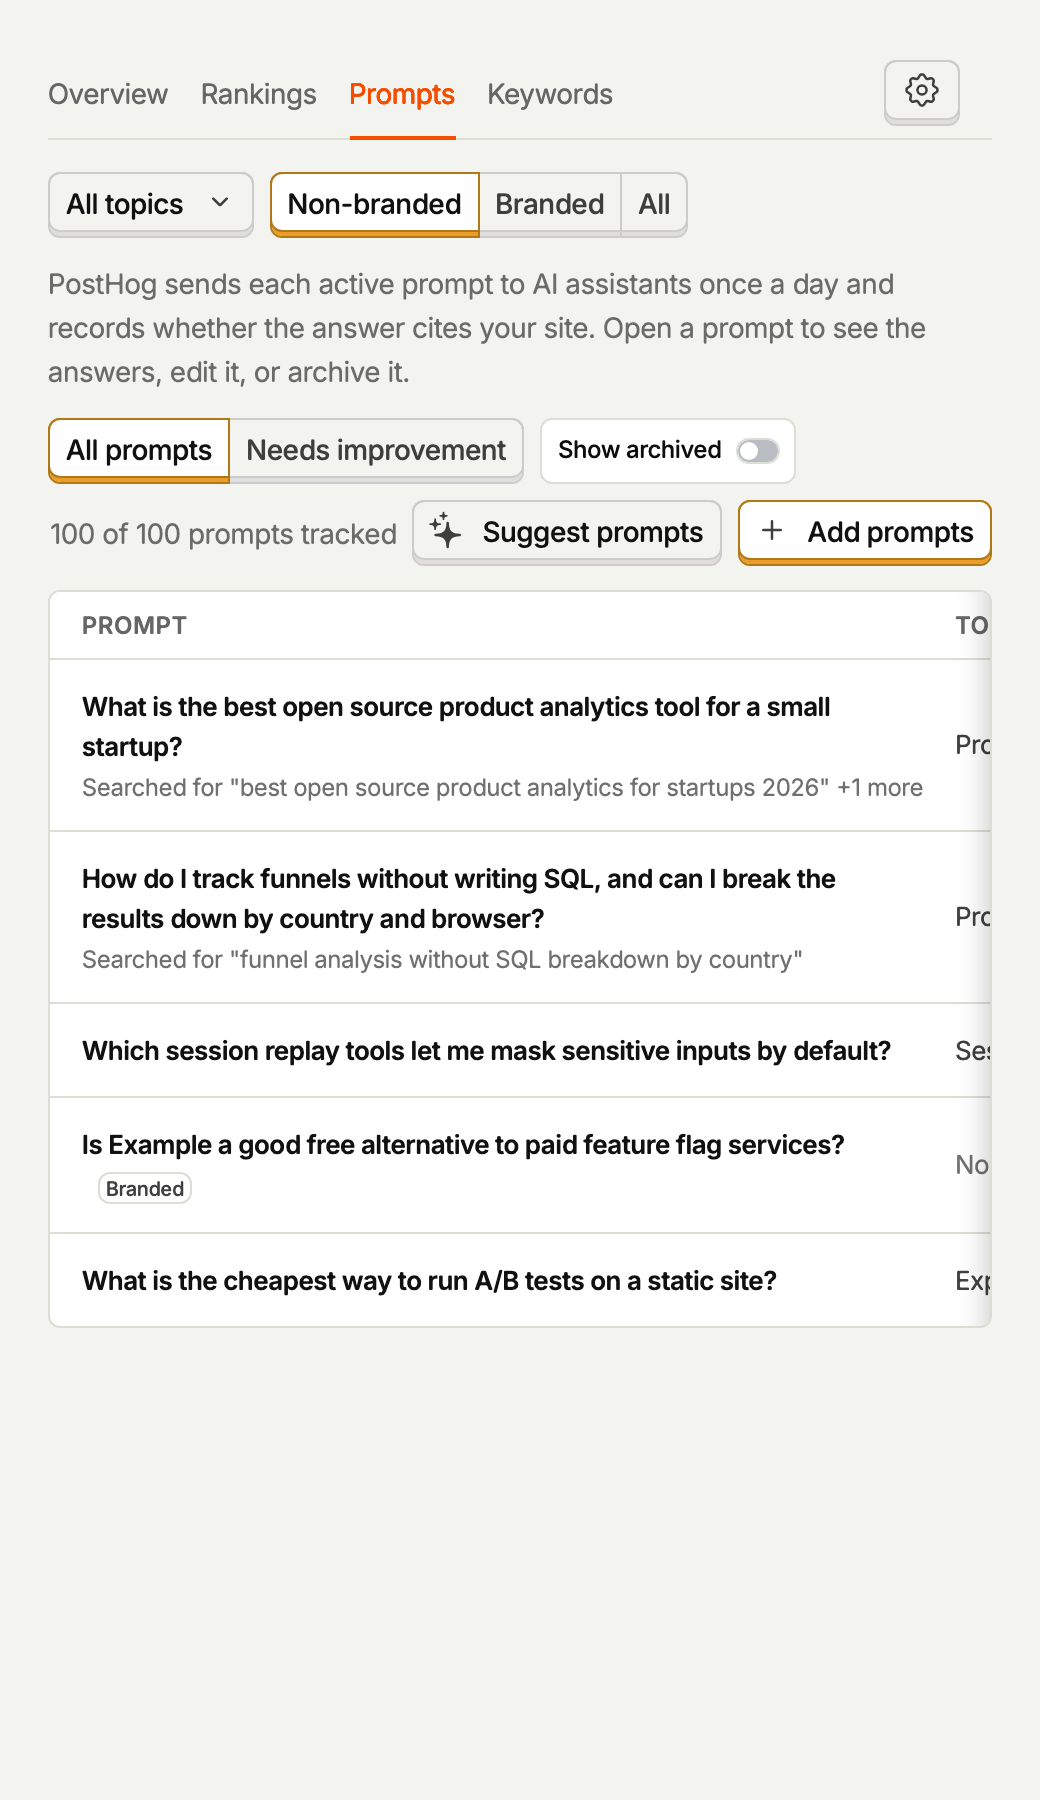 Overview Rankings Prompts Keywords
All topics Non-branded Branded All
PostHog sends each active prompt to AI assistants once a day and
records whether the answer cites your site. Open a prompt to see the
answers, edit it, or archive it.
All prompts Needs improvement Show archived
100 of 100 prompts tracked Suggest prompts Add prompts
PROMPT TO
What is the best open source product analytics tool for a small
startup?
Pro
Searched for "best open source product analytics for startups 2026" +1 more
How do I track funnels without writing SQL, and can I break the
results down by country and browser?
Pro
Searched for "funnel analysis without SQL breakdown by country"
Which session replay tools let me mask sensitive inputs by default? Ses
Is Example a good free alternative to paid feature flag services?
No
Branded
What is the cheapest way to run A/B tests on a static site? Exp